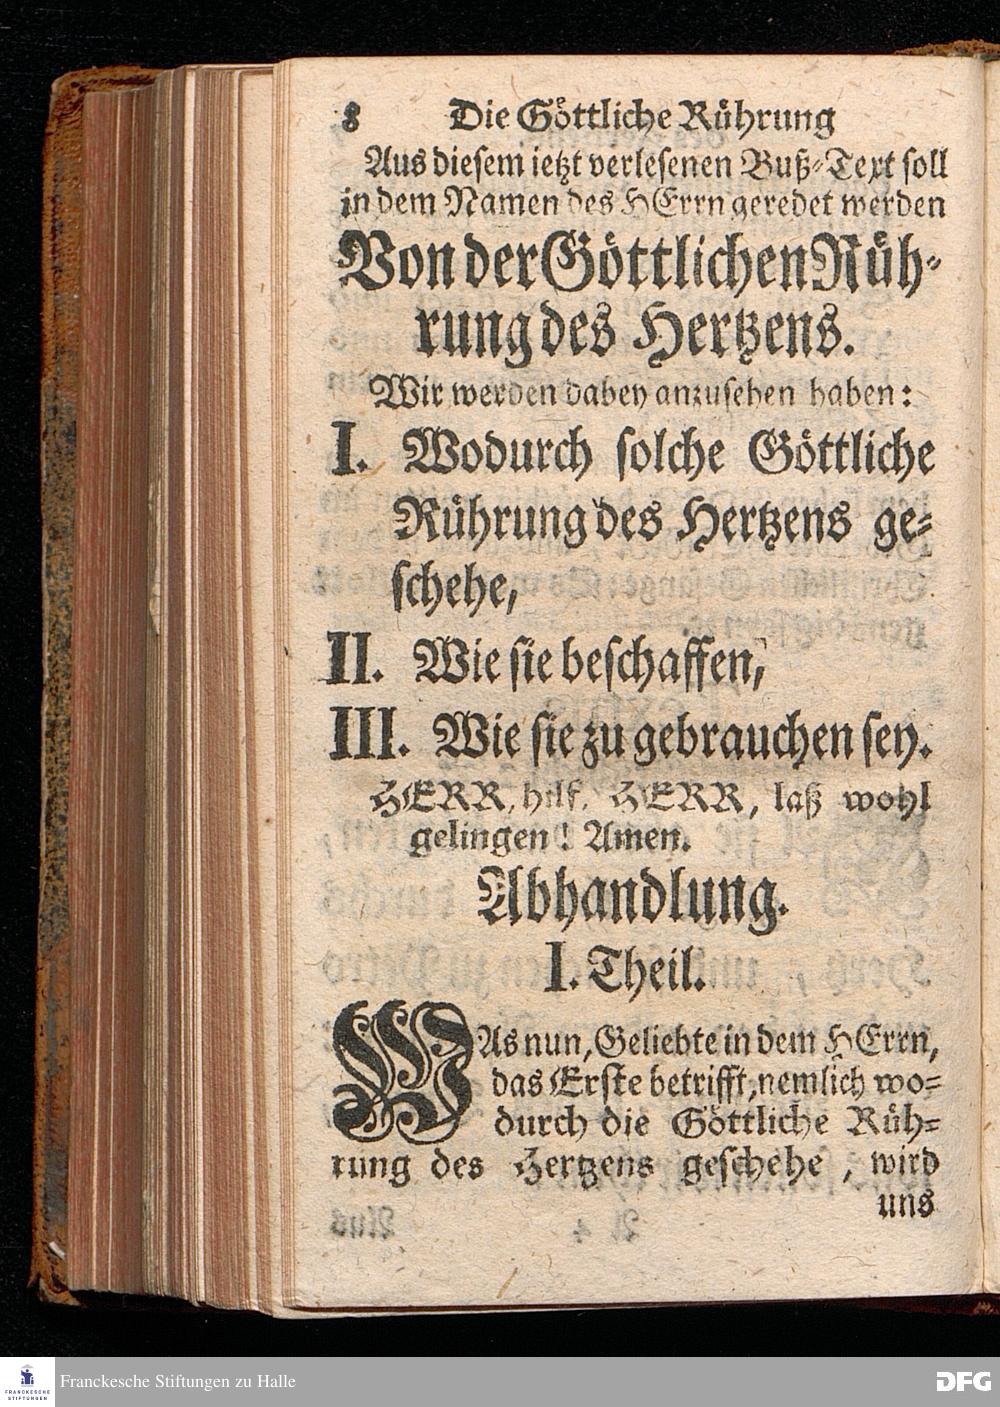 8 Die Göttliche Rührung
Aus diesem ietzt verlesenen Buß-Text soll
in dem Namen des HErrn geredet werden
Von der Göttlichen Rüh-
rung des Hertzens.
Wir werden dabey anzusehen haben:
I. Wodurch solche Göttliche
Rührung des Hertzens ge-
schehe,
II. Wie sie beschaffen,
III. Wie sie zu gebrauchen sey.
HERR, hilf, HERR, laß wohl
gelingen! Amen.
Abhandlung.
I. Theil.
WAs nun, Geliebte in dem HErrn,
das Erste betrifft, nemlich wo-
durch die Göttliche Rüh-
rung des Hertzens geschehe, wird
uns
FRANCKESCHE
STIFTUNGEN
Franckesche Stiftungen zu Halle
DFG